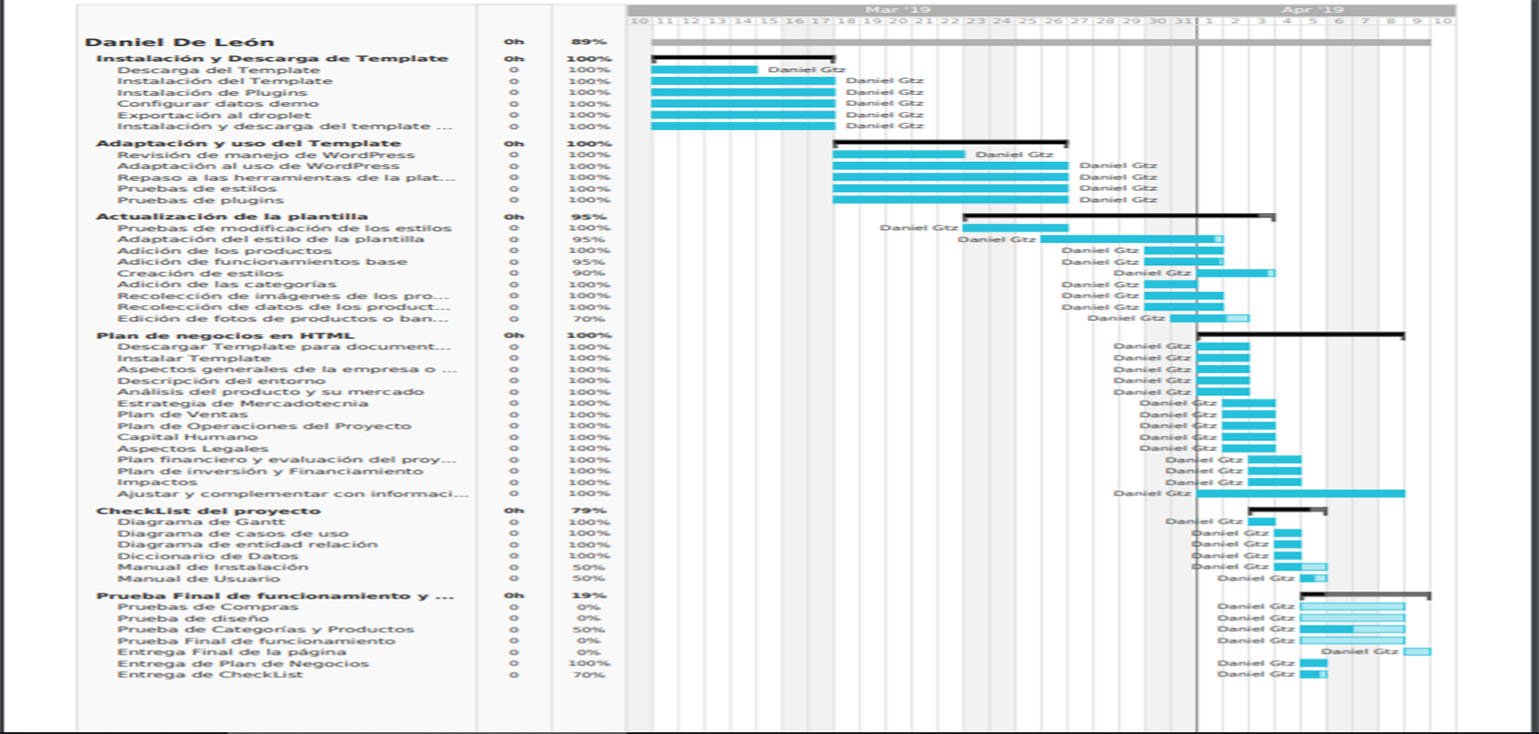 Mar '19 Apr '19
10 11 12 13 14 15 16 17 18 19 20 21 22 23 24 25 26 27 28 29 30 31 1 2 3 4 5 6 7 8 9 10
Daniel De León 0h 89%
Instalación y Descarga de Template 0h 100%
Descarga del Template 0 100% Daniel Gtz
Instalación del Template 0 100% Daniel Gtz
Instalación de Plugins 0 100% Daniel Gtz
Configurar datos demo 0 100% Daniel Gtz
Exportación al droplet 0 100% Daniel Gtz
Instalación y descarga del template ... 0 100% Daniel Gtz
Adaptación y uso del Template 0h 100%
Revisión de manejo de WordPress 0 100% Daniel Gtz
Adaptación al uso de WordPress 0 100% Daniel Gtz
Repaso a las herramientas de la plat... 0 100% Daniel Gtz
Pruebas de estilos 0 100% Daniel Gtz
Pruebas de plugins 0 100% Daniel Gtz
Actualización de la plantilla 0h 95%
Pruebas de modificación de los estilos 0 100% Daniel Gtz
Adaptación del estilo de la plantilla 0 95% Daniel Gtz
Adición de los productos 0 100% Daniel Gtz
Adición de funcionamientos base 0 95% Daniel Gtz
Creación de estilos 0 90% Daniel Gtz
Adición de las categorías 0 100% Daniel Gtz
Recolección de imágenes de los pro... 0 100% Daniel Gtz
Recolección de datos de los product... 0 100% Daniel Gtz
Edición de fotos de productos o ban... 0 70% Daniel Gtz
Plan de negocios en HTML 0h 100%
Descargar Template para document... 0 100% Daniel Gtz
Instalar Template 0 100% Daniel Gtz
Aspectos generales de la empresa o ... 0 100% Daniel Gtz
Descripción del entorno 0 100% Daniel Gtz
Análisis del producto y su mercado 0 100% Daniel Gtz
Estrategia de Mercadotecnia 0 100% Daniel Gtz
Plan de Ventas 0 100% Daniel Gtz
Plan de Operaciones del Proyecto 0 100% Daniel Gtz
Capital Humano 0 100% Daniel Gtz
Aspectos Legales 0 100% Daniel Gtz
Plan financiero y evaluación del proy... 0 100% Daniel Gtz
Plan de inversión y Financiamiento 0 100% Daniel Gtz
Impactos 0 100% Daniel Gtz
Ajustar y complementar con informaci... 0 100% Daniel Gtz
CheckList del proyecto 0h 79%
Diagrama de Gantt 0 100% Daniel Gtz
Diagrama de casos de uso 0 100% Daniel Gtz
Diagrama de entidad relación 0 100% Daniel Gtz
Diccionario de Datos 0 100% Daniel Gtz
Manual de Instalación 0 50% Daniel Gtz
Manual de Usuario 0 50% Daniel Gtz
Prueba Final de funcionamiento y ... 0h 19%
Pruebas de Compras 0 0% Daniel Gtz
Prueba de diseño 0 0% Daniel Gtz
Prueba de Categorías y Productos 0 50% Daniel Gtz
Prueba Final de funcionamiento 0 0% Daniel Gtz
Entrega Final de la página 0 0% Daniel Gtz
Entrega de Plan de Negocios 0 100% Daniel Gtz
Entrega de CheckList 0 70% Daniel Gtz